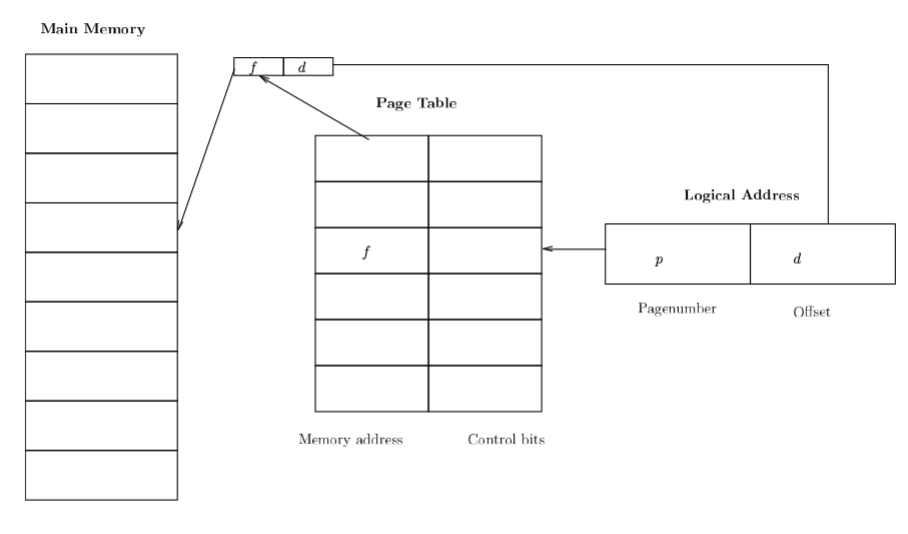 Main Memory
f d
Page Table
Logical Address
f
p d
Pagenumber Offset
Memory address Control bits